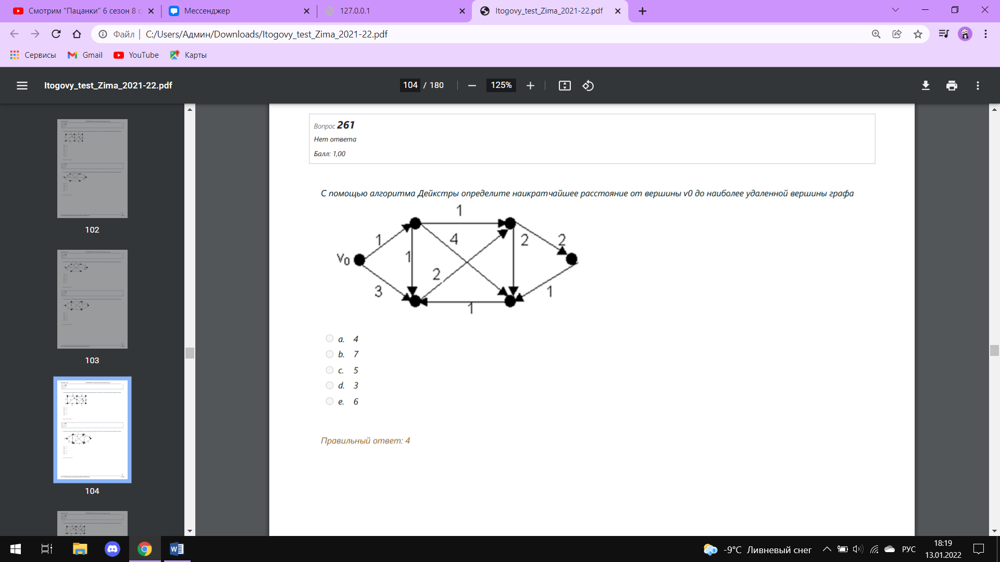 Смотрим "Пацанки" 6 сезон 8 с
Мессенджер
127.0.0.1
Itogovy_test_Zima_2021-22.pdf
Файл
C:/Users/Админ/Downloads/Itogovy_test_Zima_2021-22.pdf
Сервисы
Gmail
YouTube
Карты
Itogovy_test_Zima_2021-22.pdf
104 / 180
125%
102
103
104
Вопрос 261
Нет ответа
Балл: 1,00
С помощью алгоритма Дейкстры определите наикратчайшее расстояние от вершины v0 до наиболее удаленной вершины графа
1
1
4
2
2
v0
1
2
3
1
1
a. 4
b. 7
c. 5
d. 3
e. 6
Правильный ответ: 4
-9°C Ливневый снег
РУС
18:19
13.01.2022